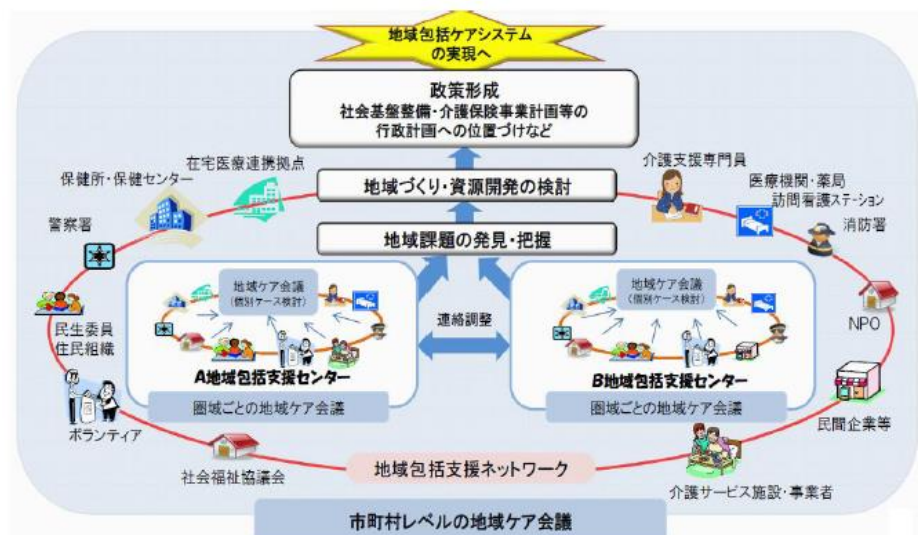 地域包括ケアシステム
の実現へ
政策形成
社会基盤整備・介護保険事業計画等の
行政計画への位置づけなど
在宅医療連携拠点
介護支援専門員
保健所・保健センター
地域づくり・資源開発の検討
医療機関・薬局
訪問看護ステーション
警察署
消防署
地域課題の発見・把握
地域ケア会議
(個別ケース検討)
地域ケア会議
(個別ケース検討)
連絡調整
民生委員
住民組織
NPO
A地域包括支援センター
B地域包括支援センター
圏域ごとの地域ケア会議
圏域ごとの地域ケア会議
ボランティア
民間企業等
社会福祉協議会
地域包括支援ネットワーク
介護サービス施設・事業者
市町村レベルの地域ケア会議